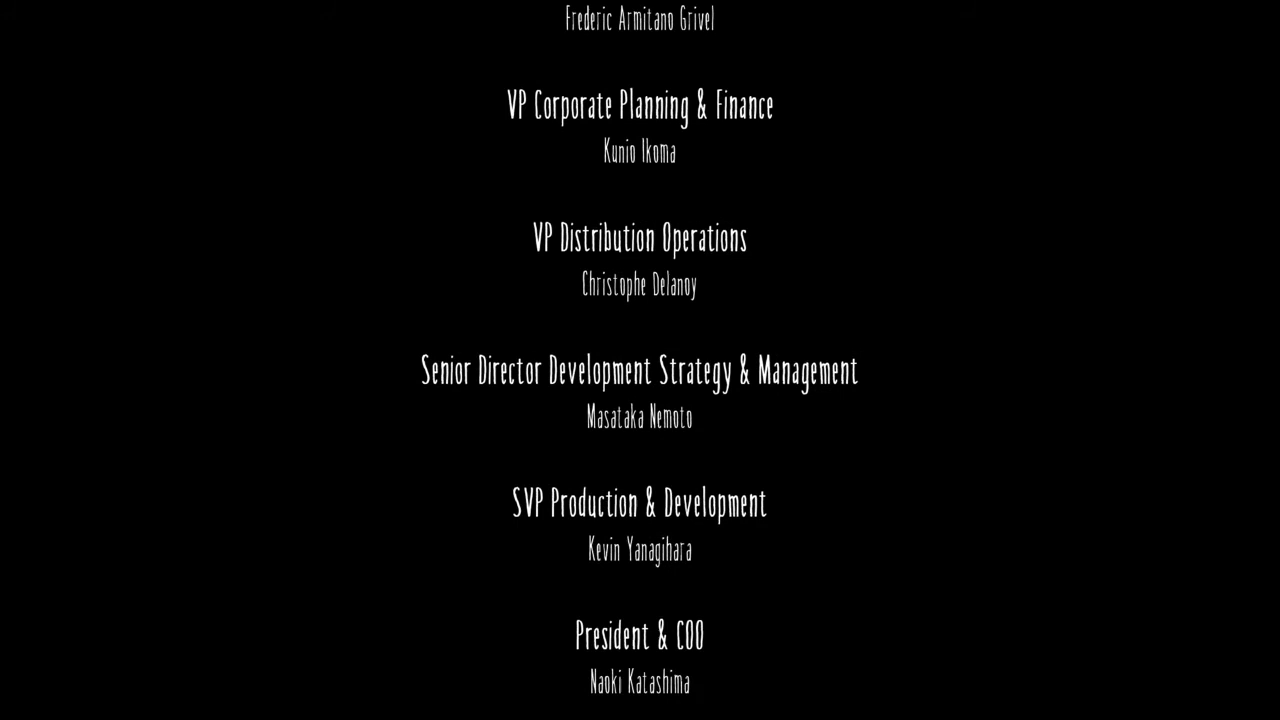 Frederic Armitano Grivel
VP Corporate Planning & Finance
Kunio Ikoma
VP Distribution Operations
Christophe Delanoy
Senior Director Development Strategy & Management
Masataka Nemoto
SVP Production & Development
Kevin Yanagihara
President & COO
Naoki Katashima